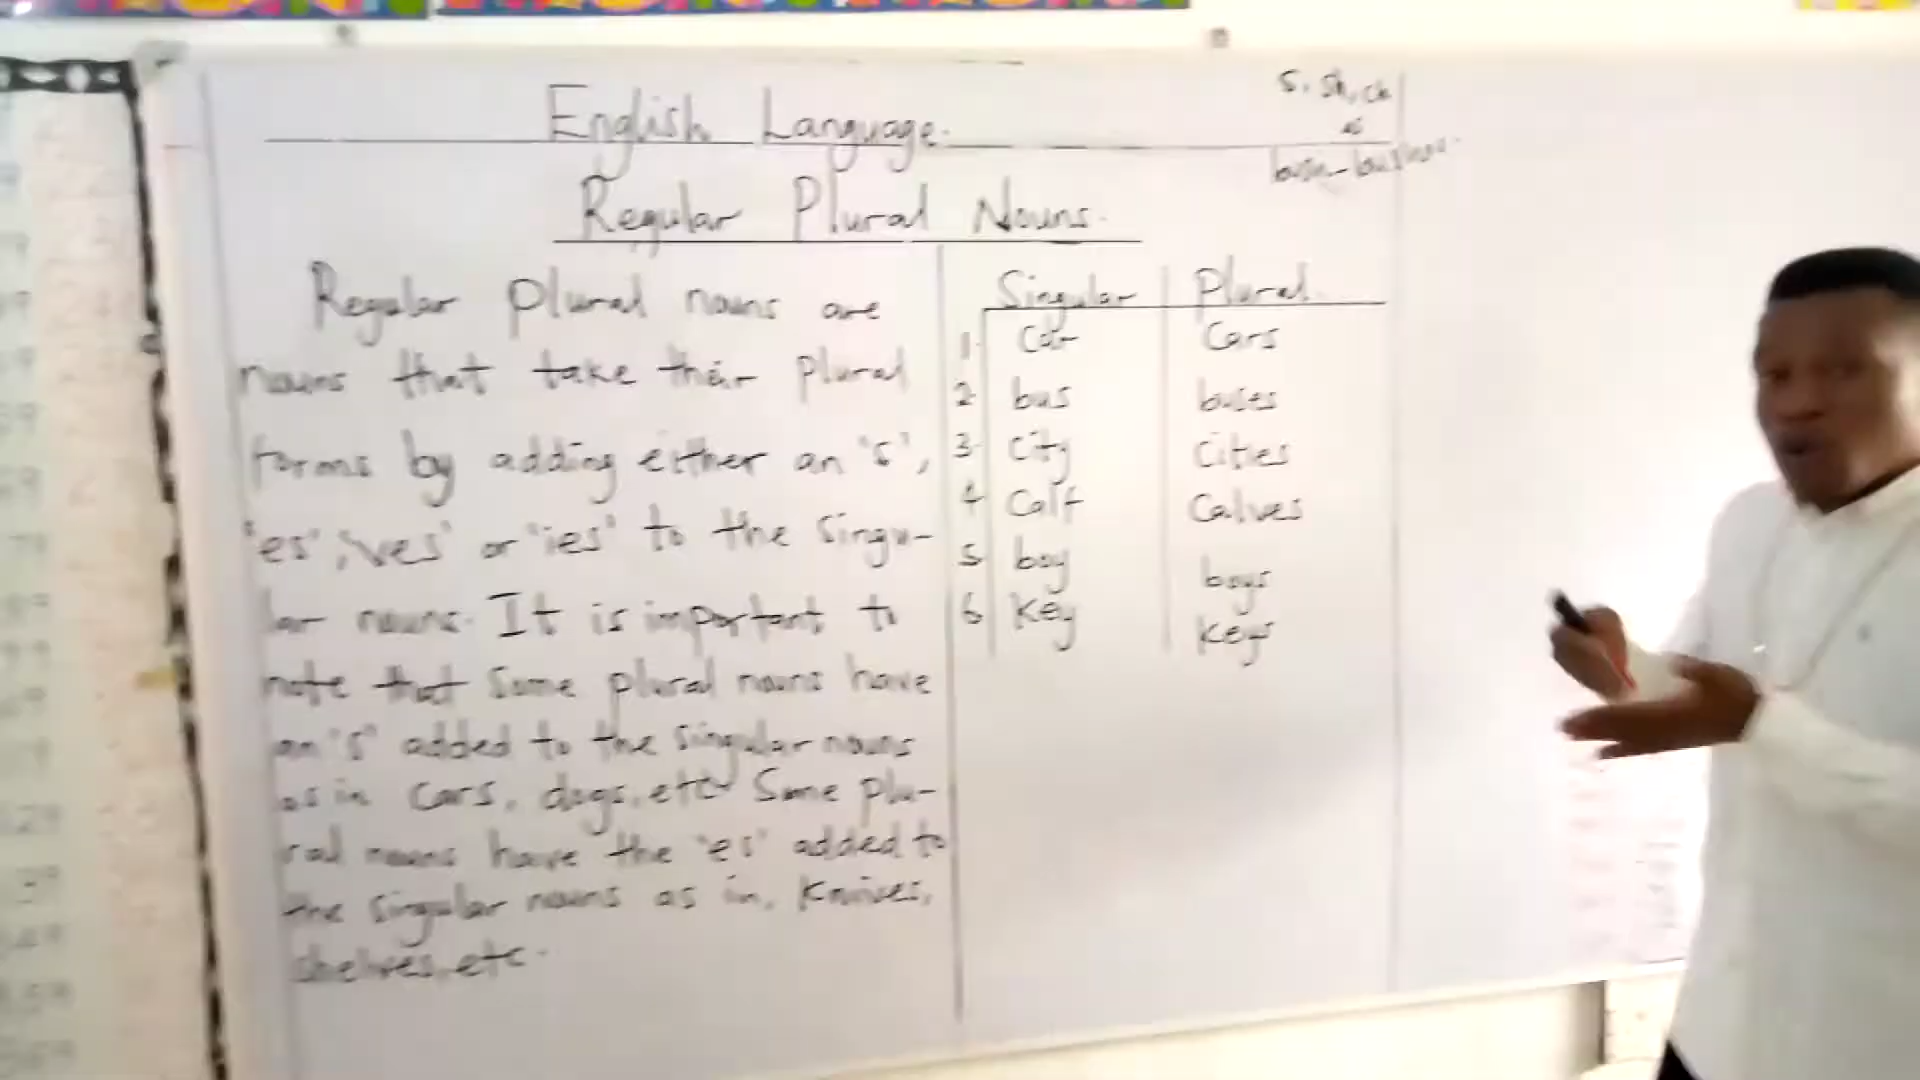 English Language.
s, sh, ch
Regular Plural Nouns.
Regular plural nouns are
nouns that take their plural
forms by adding either an 's',
'es', 'ves' or 'ies' to the singu-
lar nouns. It is important to
note that some plural nouns have
an 's' added to the singular nouns
as in cars, dogs, etc. Some plu-
ral nouns have the 'es' added to
the singular nouns as in, knives,
shelves, etc.
Singular Plural.
1. Car Cars
2 bus buses
3. City Cities
4 Calf Calves
5 boy boys
6 Key keys